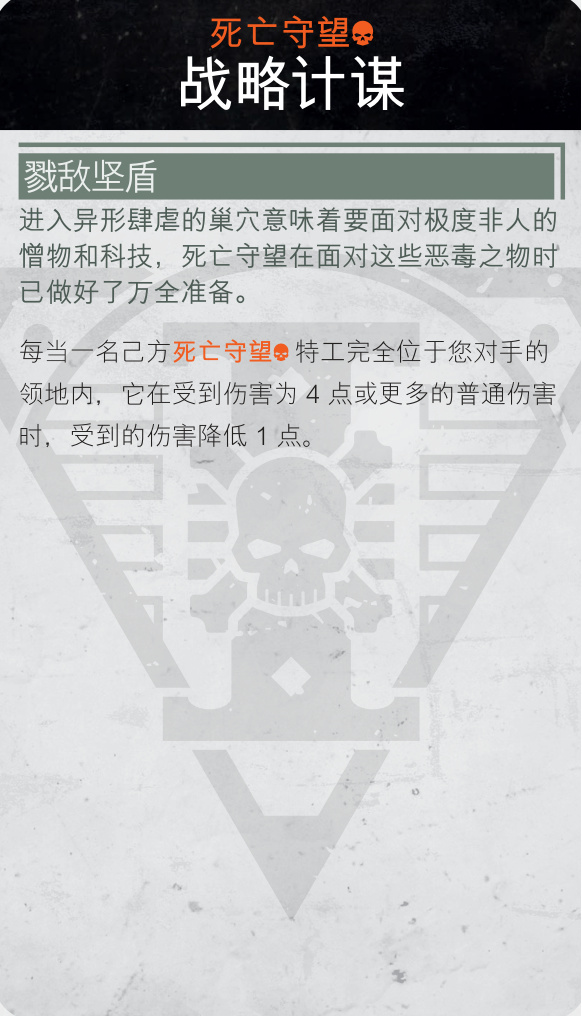 死亡守望
战略计谋
戮敌坚盾
进入异形肆虐的巢穴意味着要面对极度非人的
憎物和科技，死亡守望在面对这些恶毒之物时
已做好了万全准备。
每当一名己方死亡守望特工完全位于您对手的
领地内，它在受到伤害为 4 点或更多的普通伤害
时，受到的伤害降低 1 点。